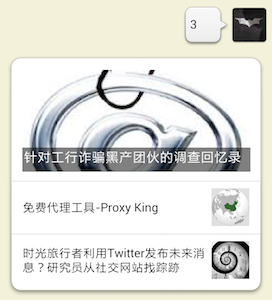 3
针对工行诈骗黑产团伙的调查回忆录
免费代理工具-Proxy King
时光旅行者利用Twitter发布未来消
息？研究员从社交网站找踪跡